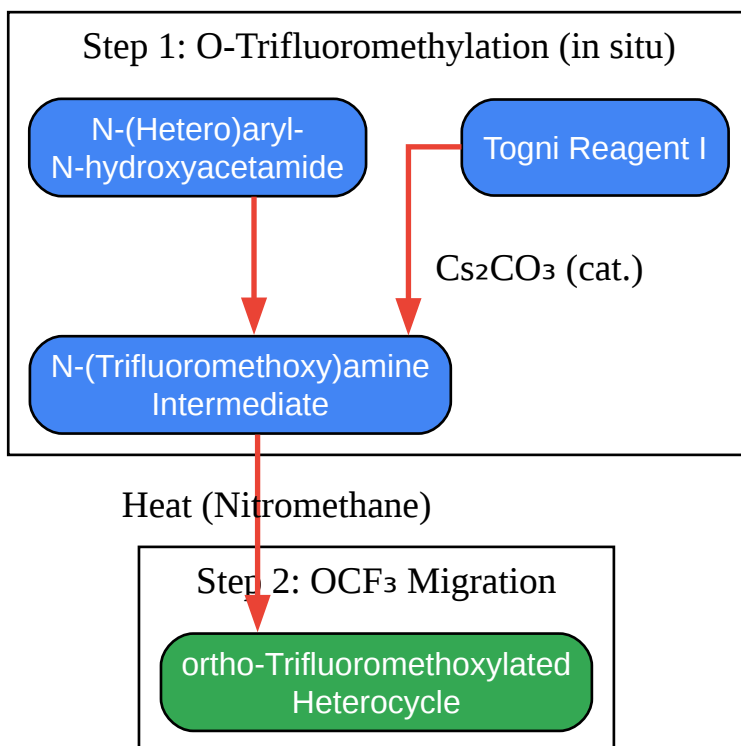 Step 1: O-Trifluoromethylation (in situ)
N-(Hetero)aryl-
N-hydroxyacetamide
Togni Reagent I
Cs₂CO₃ (cat.)
N-(Trifluoromethoxy)amine
Intermediate
Heat (Nitromethane)
Step 2: OCF₃ Migration
ortho-Trifluoromethoxylated
Heterocycle